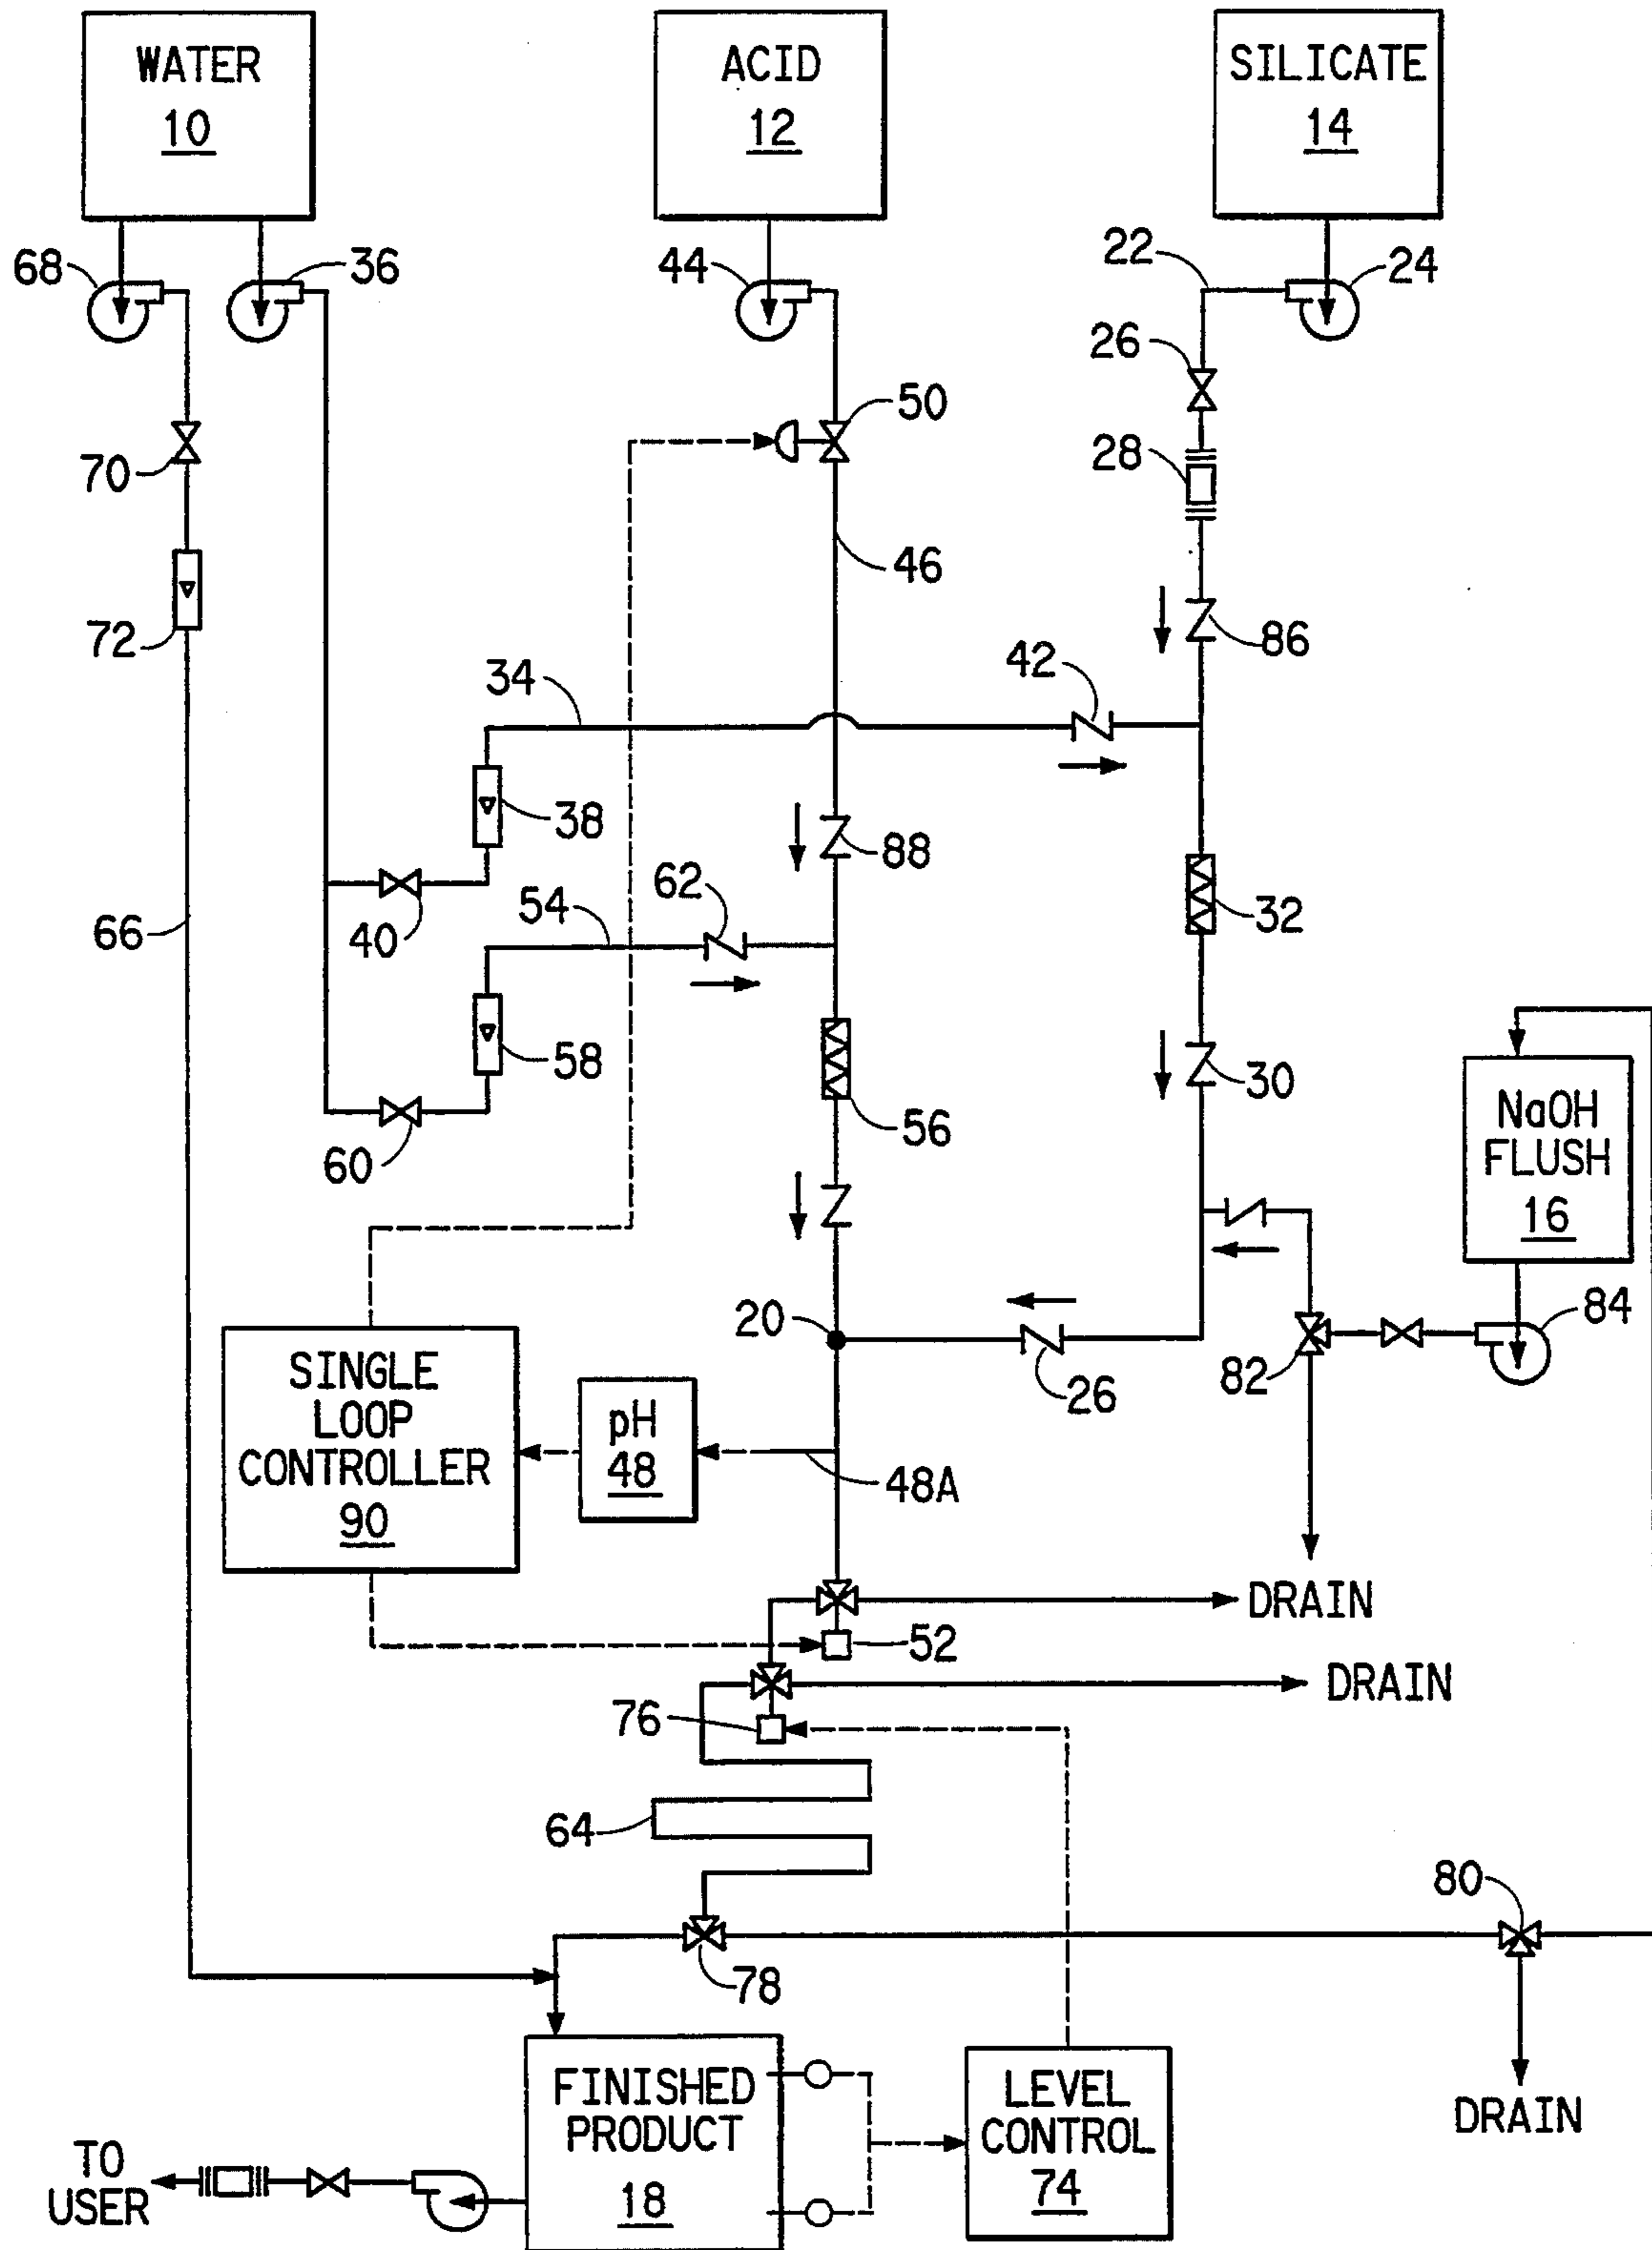 WATER
10
ACID
12
SILICATE
14
68
36
44
22
24
26
50
28
70
46
72
86
42
34
38
88
62
40
54
32
66
58
30
56
60
NaOH
FLUSH
16
20
84
82
26
SINGLE
LOOP
CONTROLLER
90
pH
48
48A
DRAIN
52
DRAIN
76
64
80
78
FINISHED
PRODUCT
18
LEVEL
CONTROL
74
DRAIN
TO
USER